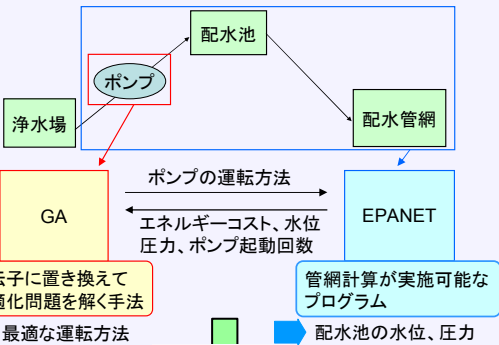 配水池
ポンプ
浄水場
配水管網
ポンプの運転方法
GA
EPANET
エネルギーコスト、水位
圧力、ポンプ起動回数
伝子に置き換えて
適化問題を解く手法
管網計算が実施可能な
プログラム
最適な運転方法
配水池の水位、圧力